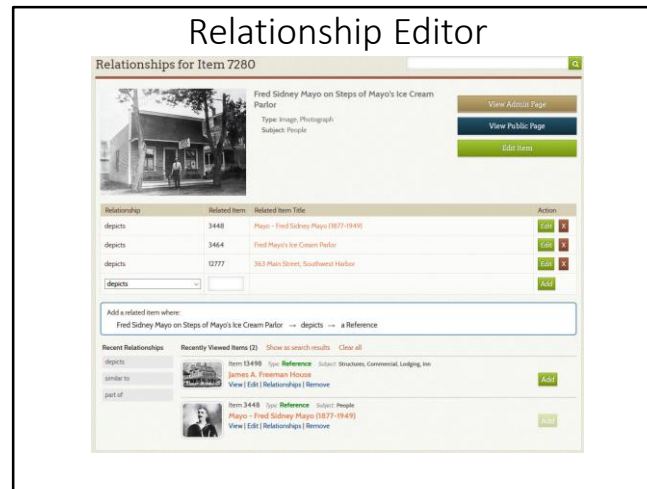 Relationship Editor
Relationships for Item 7280
Fred Sidney Mayo on Steps of Mayo's Ice Cream
Parlor
Type: Image, Photograph
Subject: People
View Admin Page
View Public Page
Edit Item
Relationship Related Item Related Item Title Action
depicts 3448 Mayo - Fred Sidney Mayo (1877-1949) Edit X
depicts 3464 Fred Mayo's Ice Cream Parlor Edit X
depicts 12777 363 Main Street, Southwest Harbor Edit X
depicts Add
Add a related item where:
Fred Sidney Mayo on Steps of Mayo's Ice Cream Parlor → depicts → a Reference
Recent Relationships Recently Viewed Items (2) Show as search results Clear all
depicts
similar to
part of
Item 13498 Type: Reference Subject: Structures, Commercial, Lodging, Inn
James A. Freeman House
View | Edit | Relationships | Remove
Add
Item 3448 Type: Reference Subject: People
Mayo - Fred Sidney Mayo (1877-1949)
View | Edit | Relationships | Remove
Add